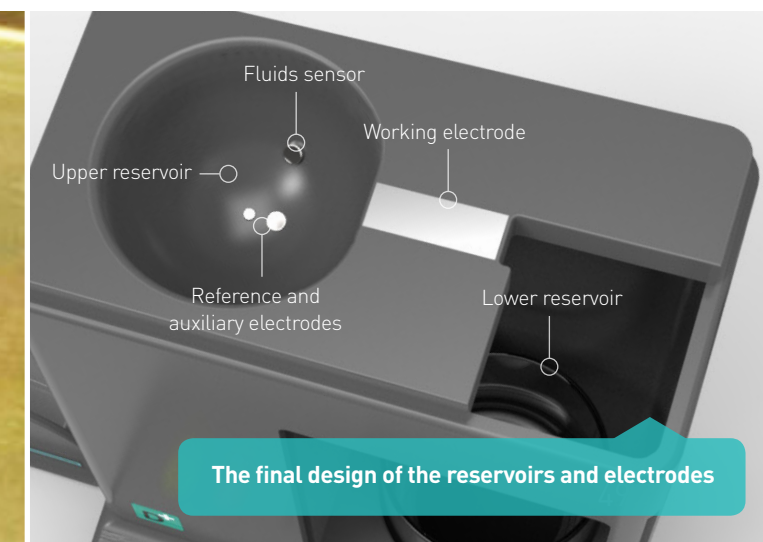 Fluids sensor
Working electrode
Upper reservoir
Reference and
auxiliary electrodes
Lower reservoir
The final design of the reservoirs and electrodes